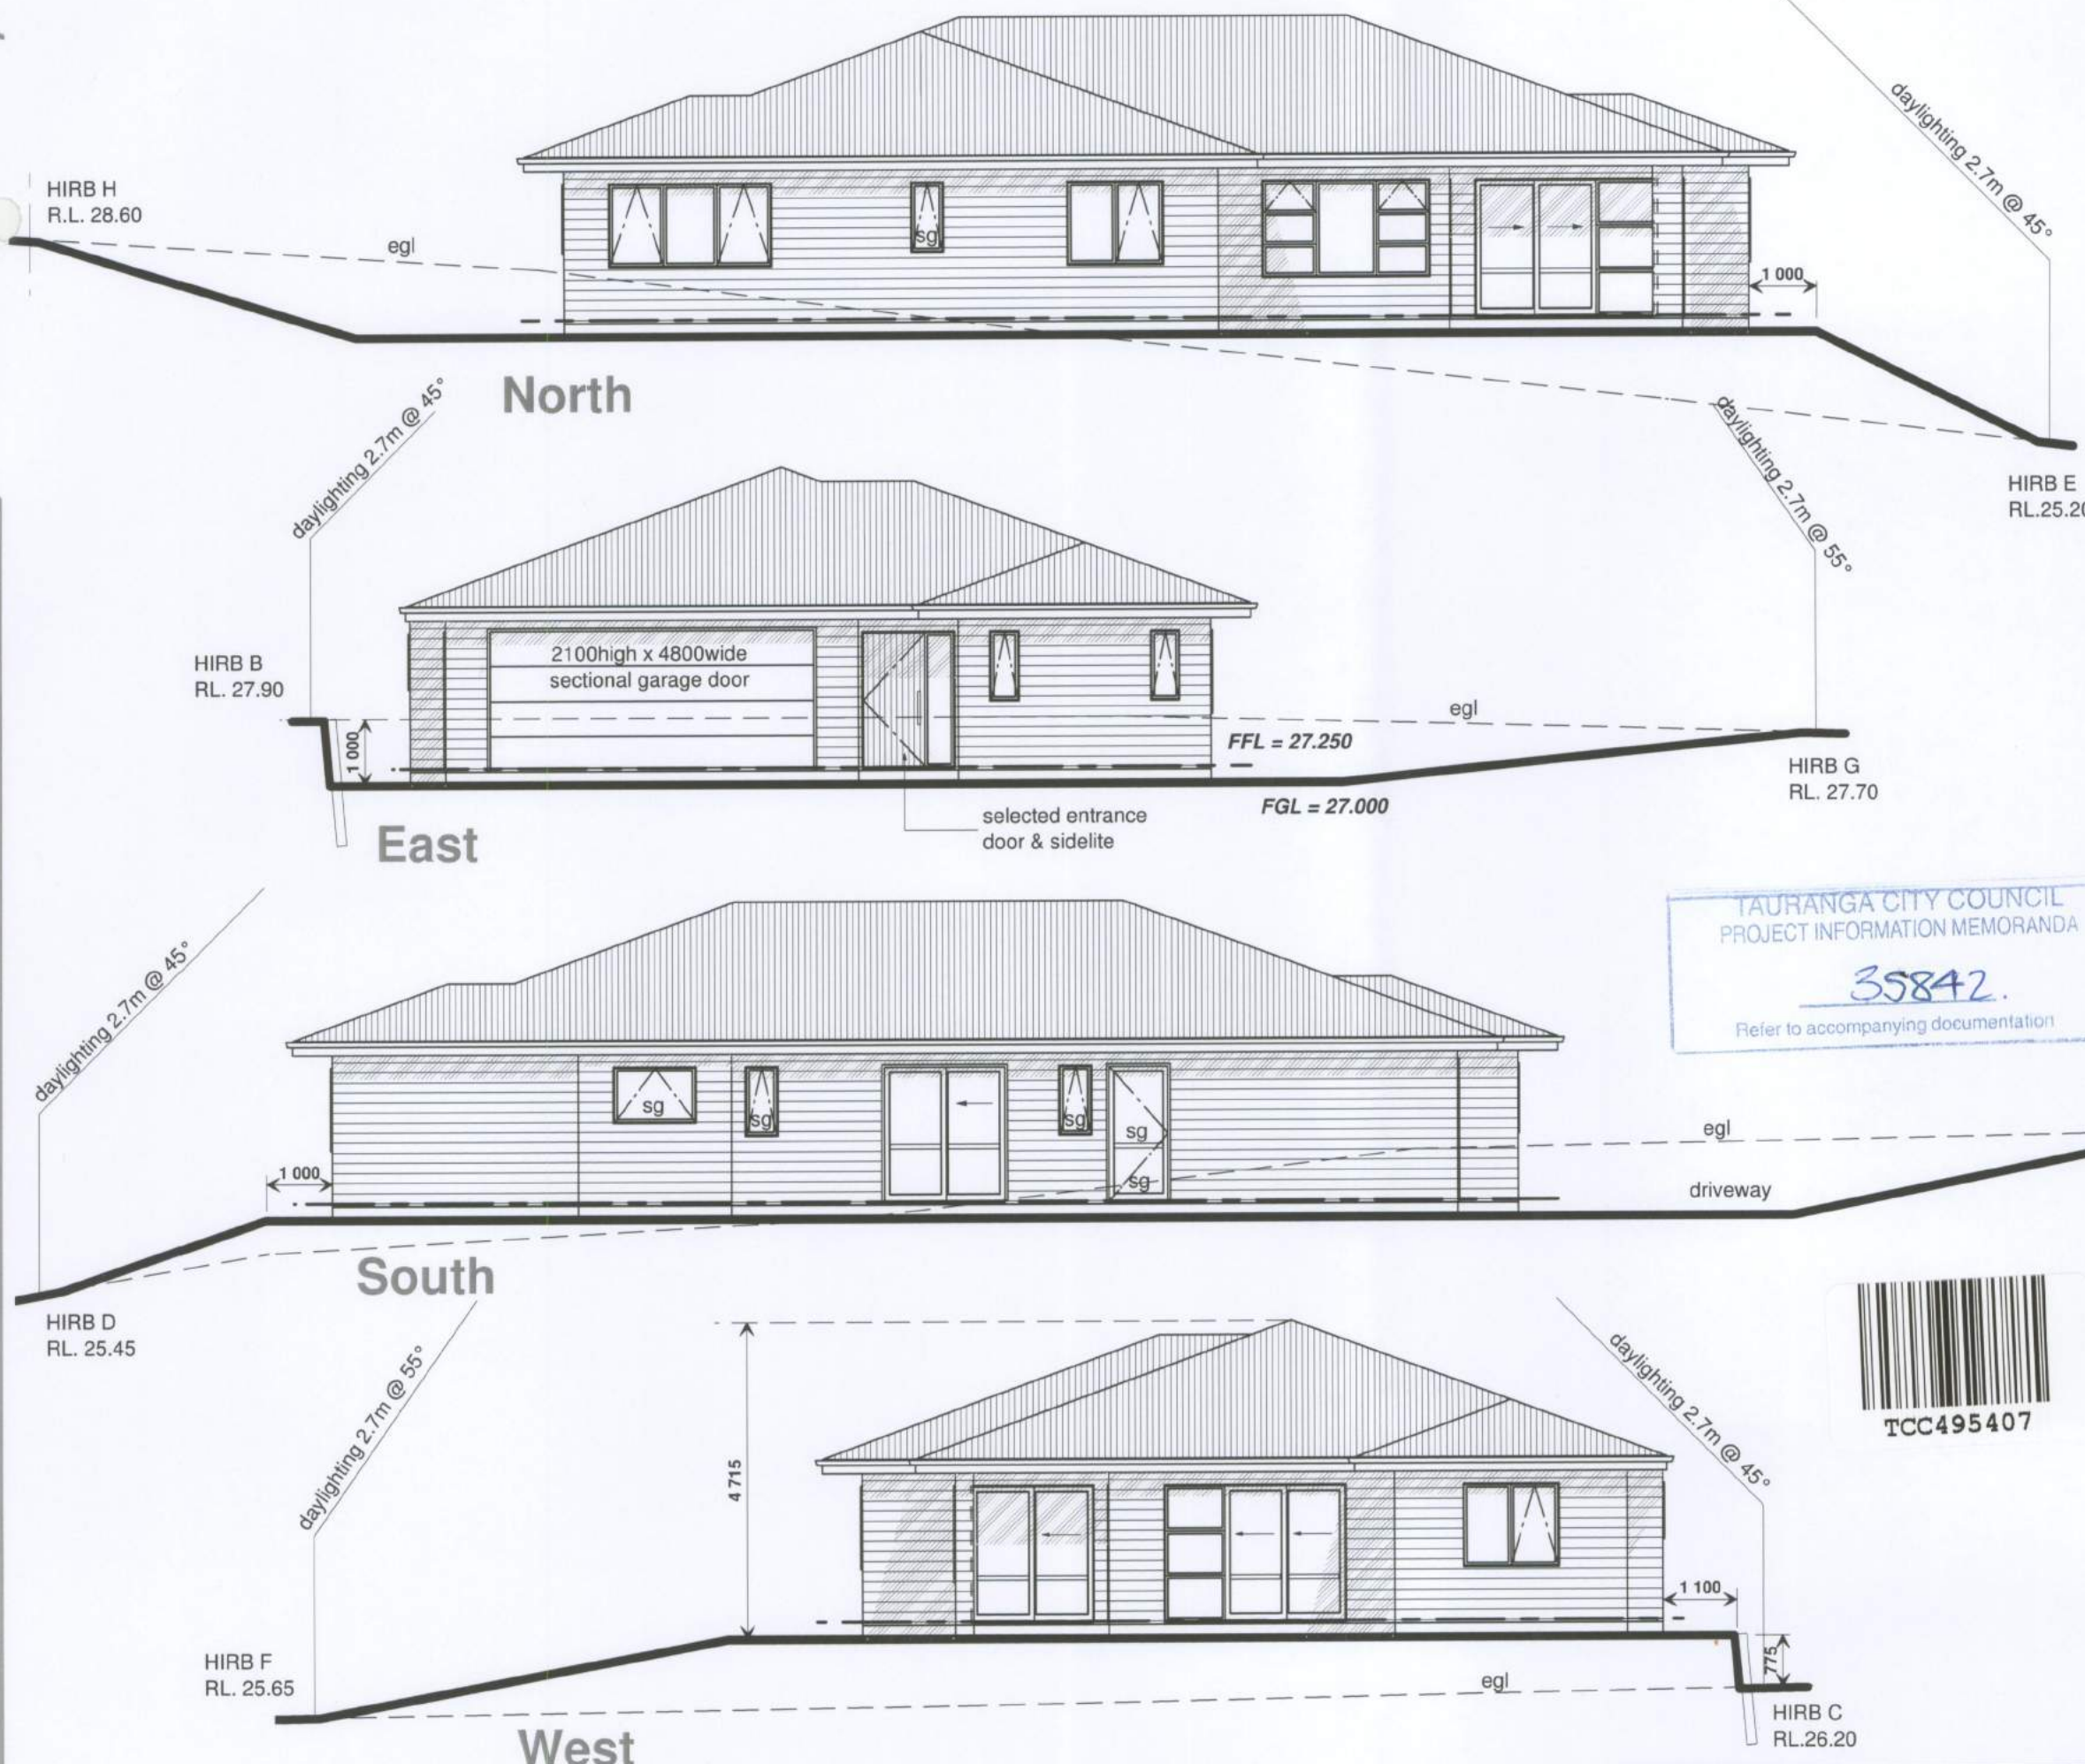 HIRB H
R.L. 28.60
egl
sg
1 000
daylighting 2.7m @ 45°
North
HIRB E
RL.25.20
daylighting 2.7m @ 45°
daylighting 2.7m @ 55°
HIRB B
RL. 27.90
1 000
2100high x 4800wide
sectional garage door
egl
FFL = 27.250
FGL = 27.000
HIRB G
RL. 27.70
East
selected entrance
door & sidelite
TAURANGA CITY COUNCIL
PROJECT INFORMATION MEMORANDA
35842.
Refer to accompanying documentation
daylighting 2.7m @ 45°
sg
sg
sg
sg
sg
1 000
egl
driveway
South
HIRB D
RL. 25.45
TCC495407
daylighting 2.7m @ 55°
4 715
daylighting 2.7m @ 45°
1 100
775
egl
HIRB F
RL. 25.65
HIRB C
RL.26.20
West